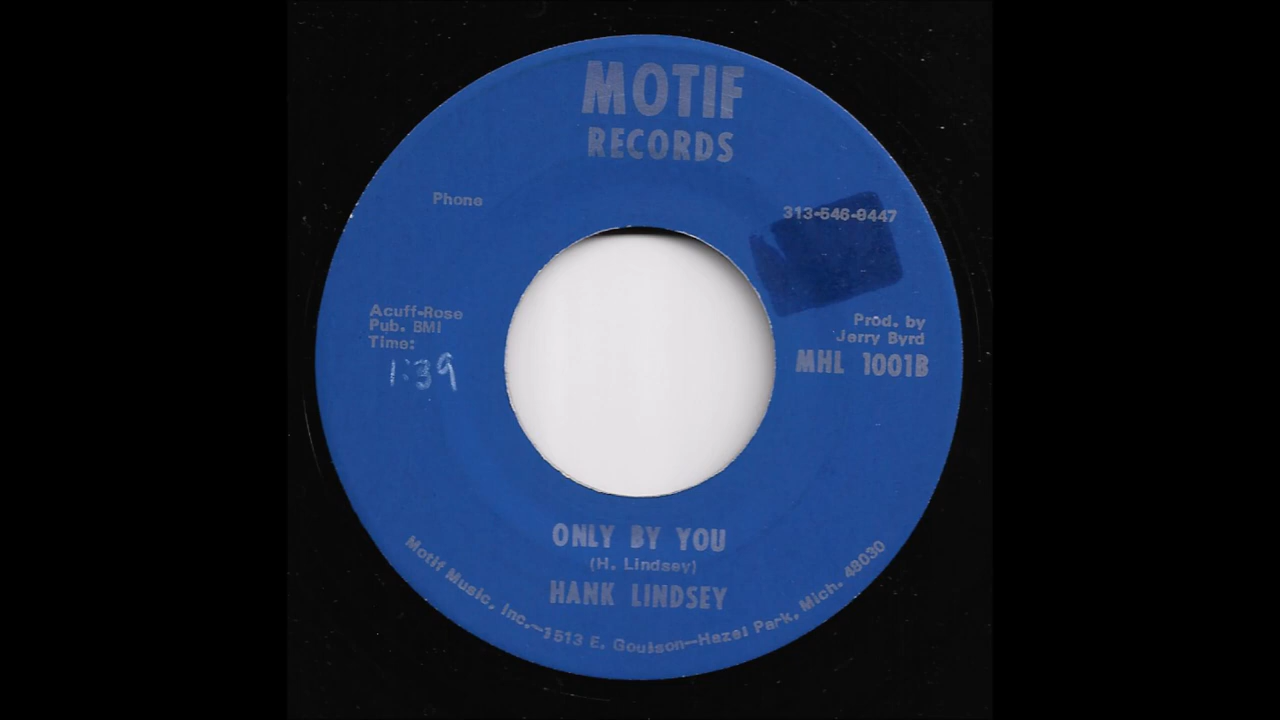 MOTIF
RECORDS
Phone
313-546-9447
Acuff-Rose
Pub. BMI
Time:
1:39
Prod. by
Jerry Byrd
MHL 1001B
ONLY BY YOU
(H. Lindsey)
HANK LINDSEY
Motif Music, Inc.—1513 E. Goulson—Hazel Park, Mich. 48030